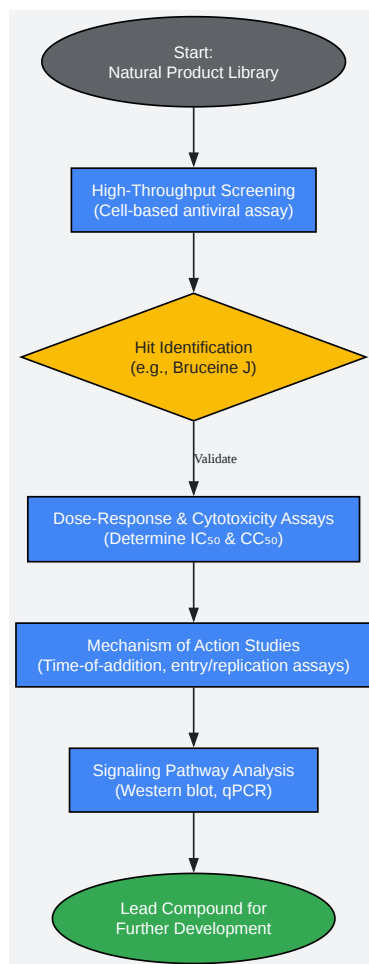 Start:
Natural Product Library
High-Throughput Screening
(Cell-based antiviral assay)
Hit Identification
(e.g., Bruceine J)
Validate
Dose-Response & Cytotoxicity Assays
(Determine IC₅₀ & CC₅₀)
Mechanism of Action Studies
(Time-of-addition, entry/replication assays)
Signaling Pathway Analysis
(Western blot, qPCR)
Lead Compound for
Further Development